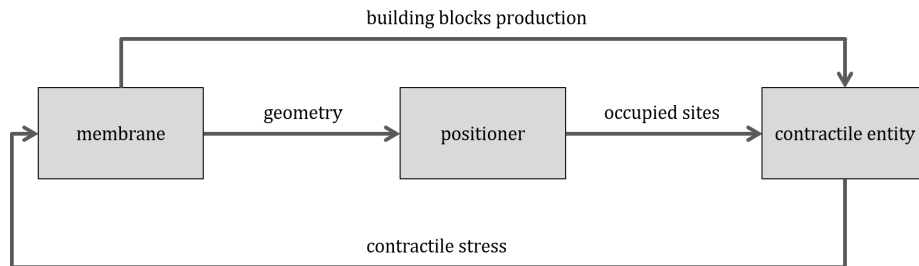 building blocks production
geometry
occupied sites
membrane
positioner
contractile entity
contractile stress